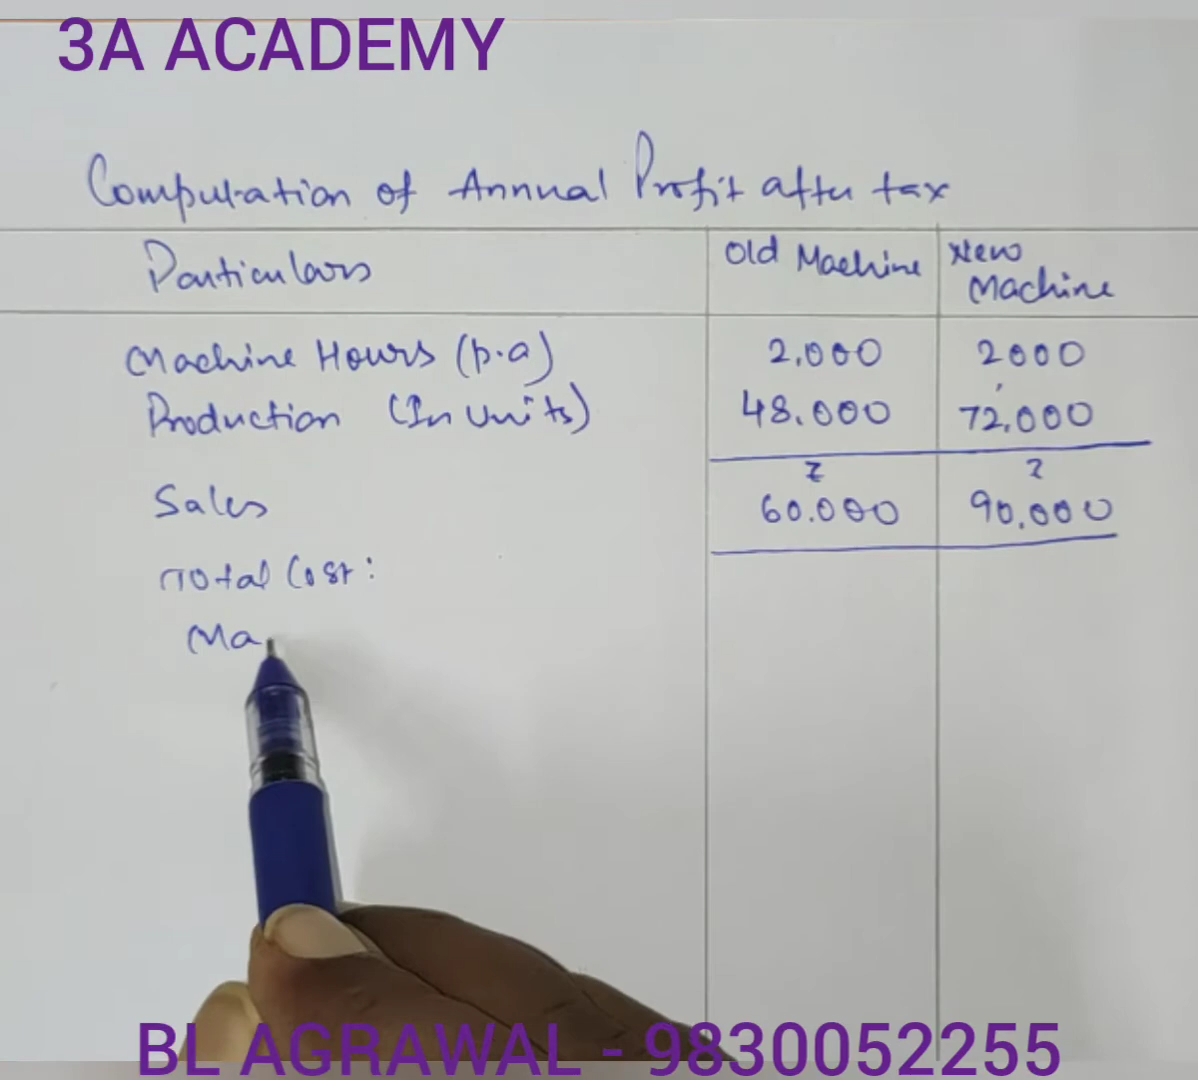 3A ACADEMY
Computation of Annual Profit after tax
Particulars Old Machine New Machine
Machine Hours (p.a) 2,000 2000
Production (In Units) 48,000 72,000
₹ ₹
Sales 60,000 90,000
Total Cost:
Ma
BL AGRAWAL - 9830052255